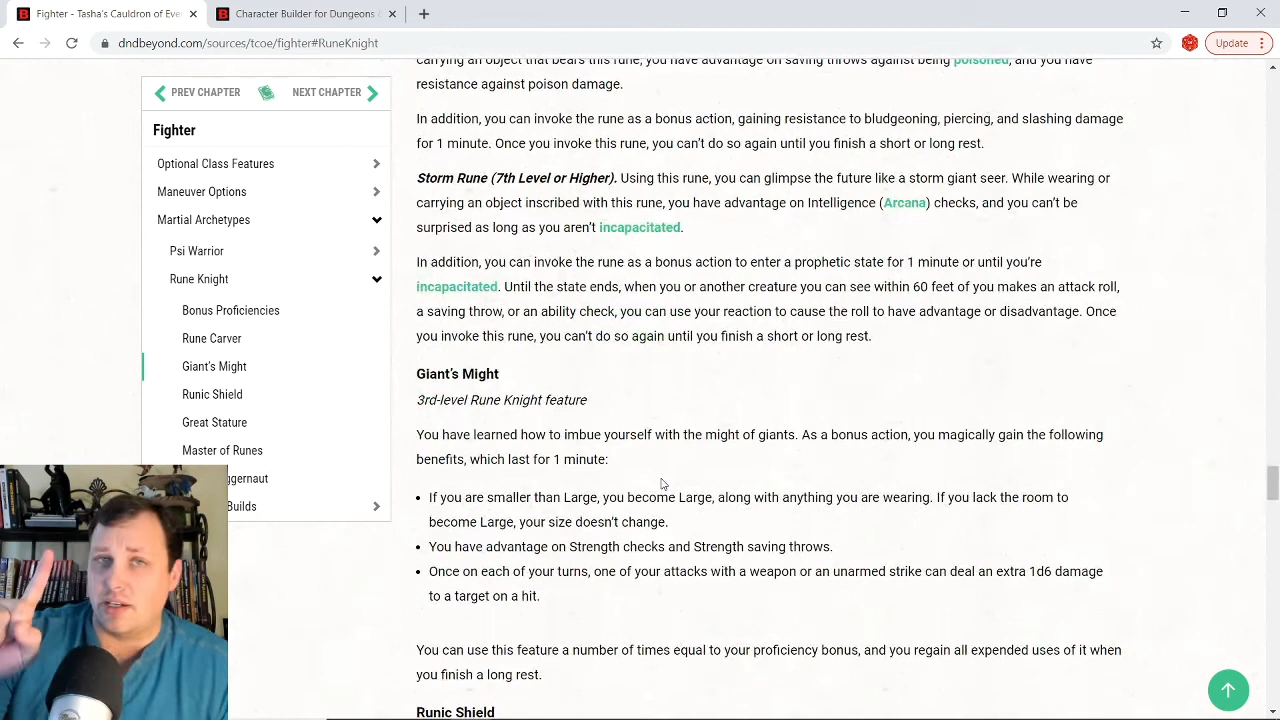 Fighter - Tasha's Cauldron of Eve
Character Builder for Dungeons
dndbeyond.com/sources/tcoe/fighter#RuneKnight
Update
PREV CHAPTER
NEXT CHAPTER
Fighter
Optional Class Features
Maneuver Options
Martial Archetypes
Psi Warrior
Rune Knight
Bonus Proficiencies
Rune Carver
Giant's Might
Runic Shield
Great Stature
Master of Runes
ggernaut
Builds
carrying an object that bears this rune, you have advantage on saving throws against being poisoned, and you have
resistance against poison damage.
In addition, you can invoke the rune as a bonus action, gaining resistance to bludgeoning, piercing, and slashing damage
for 1 minute. Once you invoke this rune, you can't do so again until you finish a short or long rest.
Storm Rune (7th Level or Higher). Using this rune, you can glimpse the future like a storm giant seer. While wearing or
carrying an object inscribed with this rune, you have advantage on Intelligence (Arcana) checks, and you can't be
surprised as long as you aren't incapacitated.
In addition, you can invoke the rune as a bonus action to enter a prophetic state for 1 minute or until you're
incapacitated. Until the state ends, when you or another creature you can see within 60 feet of you makes an attack roll,
a saving throw, or an ability check, you can use your reaction to cause the roll to have advantage or disadvantage. Once
you invoke this rune, you can't do so again until you finish a short or long rest.
Giant's Might
3rd-level Rune Knight feature
You have learned how to imbue yourself with the might of giants. As a bonus action, you magically gain the following
benefits, which last for 1 minute:
• If you are smaller than Large, you become Large, along with anything you are wearing. If you lack the room to
become Large, your size doesn't change.
• You have advantage on Strength checks and Strength saving throws.
• Once on each of your turns, one of your attacks with a weapon or an unarmed strike can deal an extra 1d6 damage
to a target on a hit.
You can use this feature a number of times equal to your proficiency bonus, and you regain all expended uses of it when
you finish a long rest.
Runic Shield